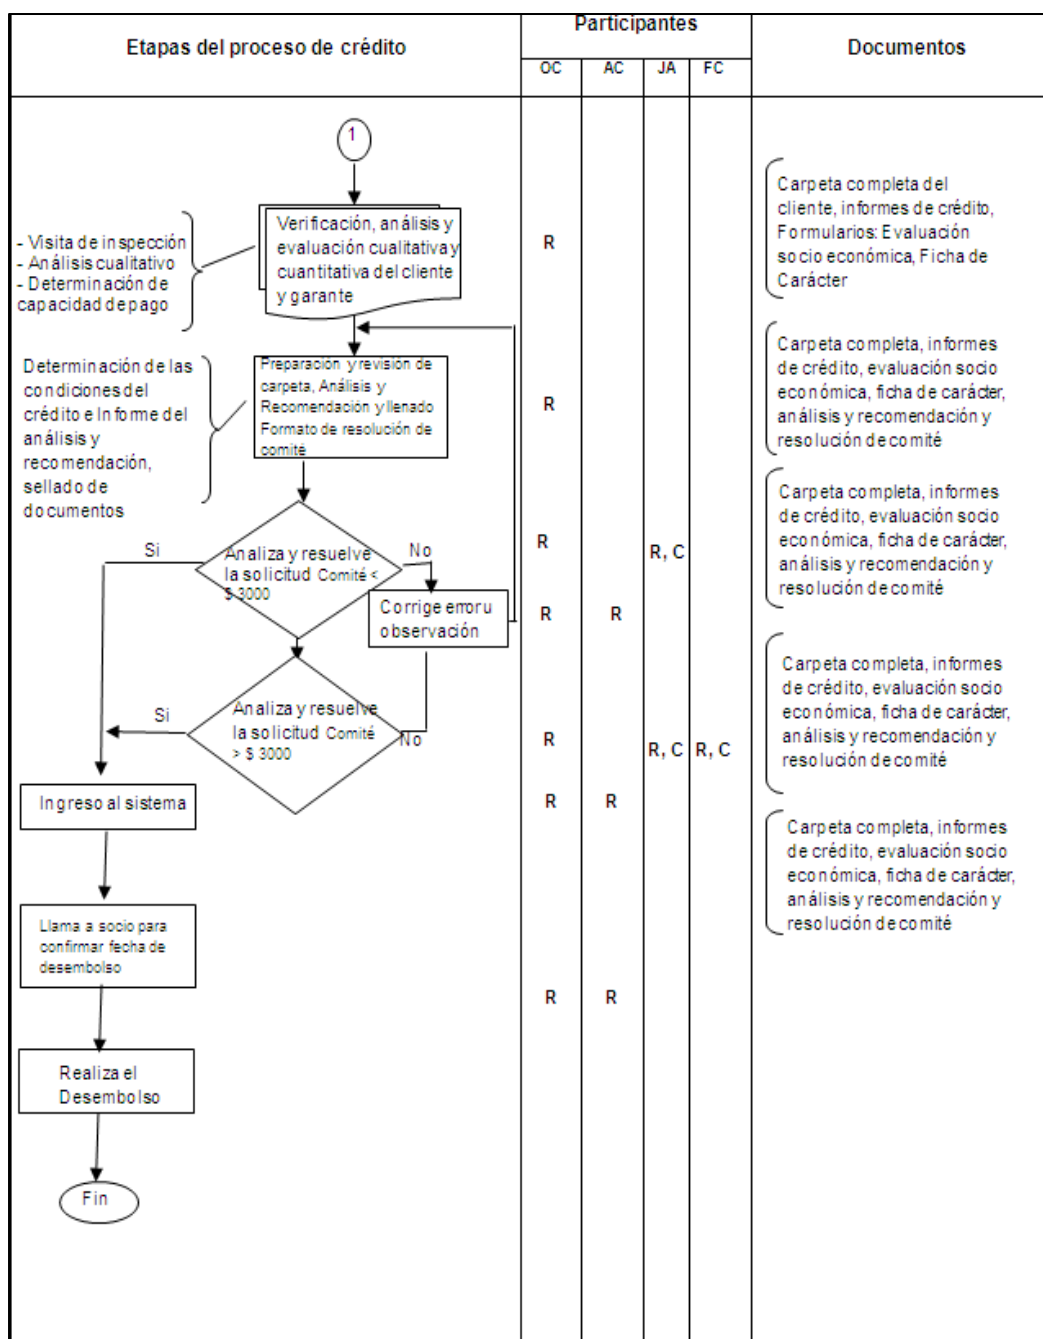 Etapas del proceso de crédito
Participantes
Documentos
OC
AC
JA
FC
1
- Visita de inspección
- Análisis cualitativo
- Determinación de
capacidad de pago
Verificación, análisis y
evaluación cualitativa y
cuantitativa del cliente
y garante
R
Carpeta completa del
cliente, informes de crédito,
Formularios: Evaluación
socio económica, Ficha de
Carácter
Determinación de las
condiciones del
crédito e Informe del
análisis y
recomendación,
sellado de
documentos
Preparación y revisión de
carpeta, Análisis y
Recomendación y llenado
Formato de resolución de
comité
R
Carpeta completa, informes
de crédito, evaluación socio
económica, ficha de carácter,
análisis y recomendación y
resolución de comité
Si
Analiza y resuelve
la solicitud Comité <
$ 3000
No
R
R, C
Carpeta completa, informes
de crédito, evaluación socio
económica, ficha de carácter,
análisis y recomendación y
resolución de comité
Corrige error u
observación
R
R
Si
Analiza y resuelve
la solicitud Comité
> $ 3000
No
R
R, C
R, C
Carpeta completa, informes
de crédito, evaluación socio
económica, ficha de carácter,
análisis y recomendación y
resolución de comité
Ingreso al sistema
R
R
Carpeta completa, informes
de crédito, evaluación socio
económica, ficha de carácter,
análisis y recomendación y
resolución de comité
Llama a socio para
confirmar fecha de
desembolso
R
R
Realiza el
Desembolso
Fin